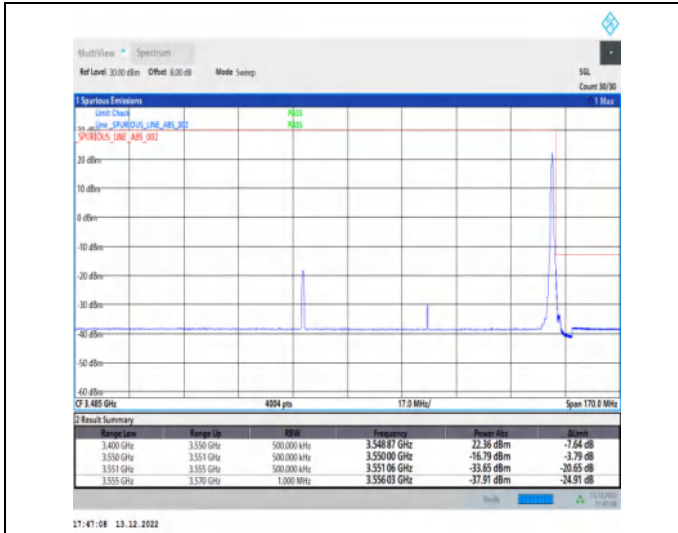 MultiView Spectrum
Ref Level 30.00 dBm Offset 8.00 dB Mode Sweep SGL
Count 30/30
1 Spurious Emissions 1 Max
Limit Check PASS
Line _SPURIOUS_LINE_ABS_002 PASS
_SPURIOUS_LINE_ABS_002
20 dBm
10 dBm
0 dBm
-10 dBm
-20 dBm
-30 dBm
-40 dBm
-50 dBm
-60 dBm
CF 3.485 GHz 4004 pts 17.0 MHz/ Span 170.0 MHz
2 Result Summary
Range Low Range Up RBW Frequency Power Abs ΔLimit
3.400 GHz 3.550 GHz 500.000 kHz 3.548 87 GHz 22.36 dBm -7.64 dB
3.550 GHz 3.551 GHz 500.000 kHz 3.550 00 GHz -16.79 dBm -3.79 dB
3.551 GHz 3.555 GHz 500.000 kHz 3.551 06 GHz -33.65 dBm -20.65 dB
3.555 GHz 3.570 GHz 1.000 MHz 3.556 03 GHz -37.91 dBm -24.91 dB
Ready
17:47:08 13.12.2022